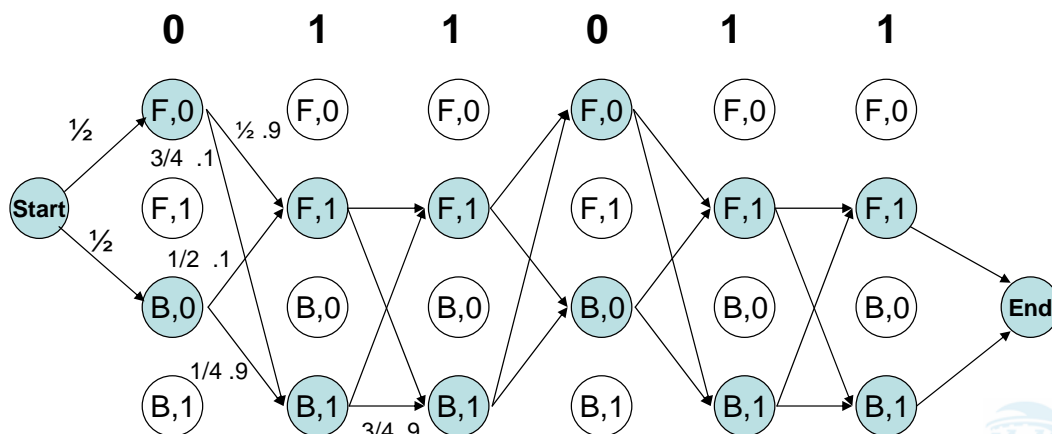 0 1 1 0 1 1
F,0 F,0 F,0 F,0 F,0 F,0
½ ½ .9
3/4 .1
Start F,1 F,1 F,1 F,1 F,1 F,1
½ 1/2 .1
B,0 B,0 B,0 B,0 B,0 B,0 End
1/4 .9
B,1 B,1 B,1 B,1 B,1 B,1
3/4 .9